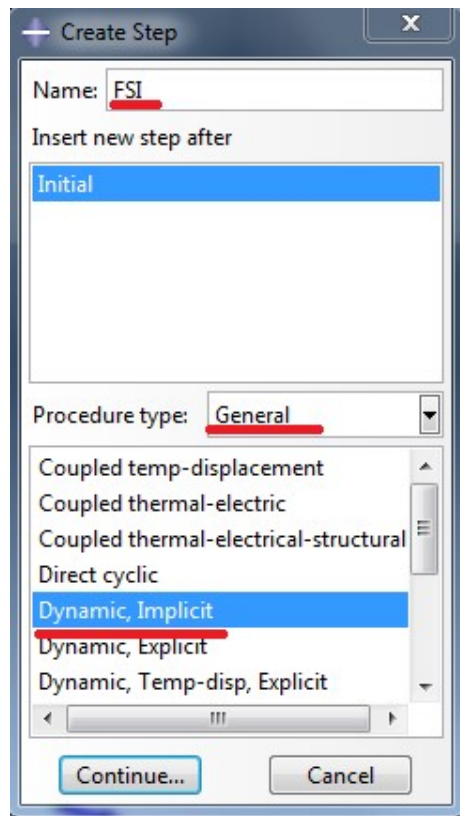 Create Step
Name: FSI
Insert new step after
Initial
Procedure type: General
Coupled temp-displacement
Coupled thermal-electric
Coupled thermal-electrical-structural
Direct cyclic
Dynamic, Implicit
Dynamic, Explicit
Dynamic, Temp-disp, Explicit
Continue... Cancel